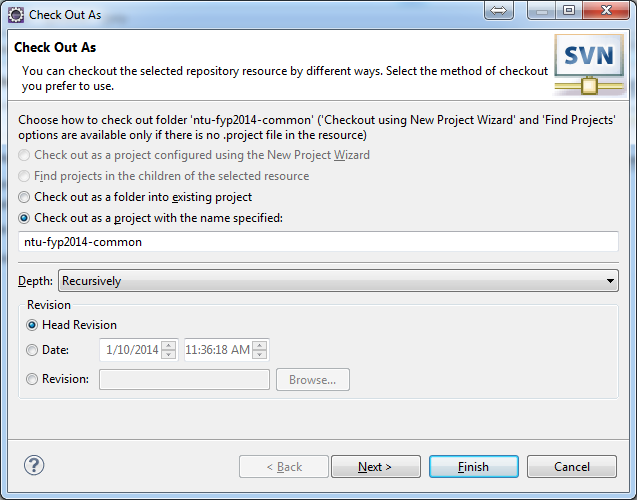 Check Out As
Check Out As
SVN
You can checkout the selected repository resource by different ways. Select the method of checkout
you prefer to use.
Choose how to check out folder 'ntu-fyp2014-common' ('Checkout using New Project Wizard' and 'Find Projects'
options are available only if there is no .project file in the resource)
Check out as a project configured using the New Project Wizard
Find projects in the children of the selected resource
Check out as a folder into existing project
Check out as a project with the name specified:
ntu-fyp2014-common
Depth: Recursively
Revision
Head Revision
Date: 1/10/2014 11:36:18 AM
Revision: Browse...
? < Back Next > Finish Cancel